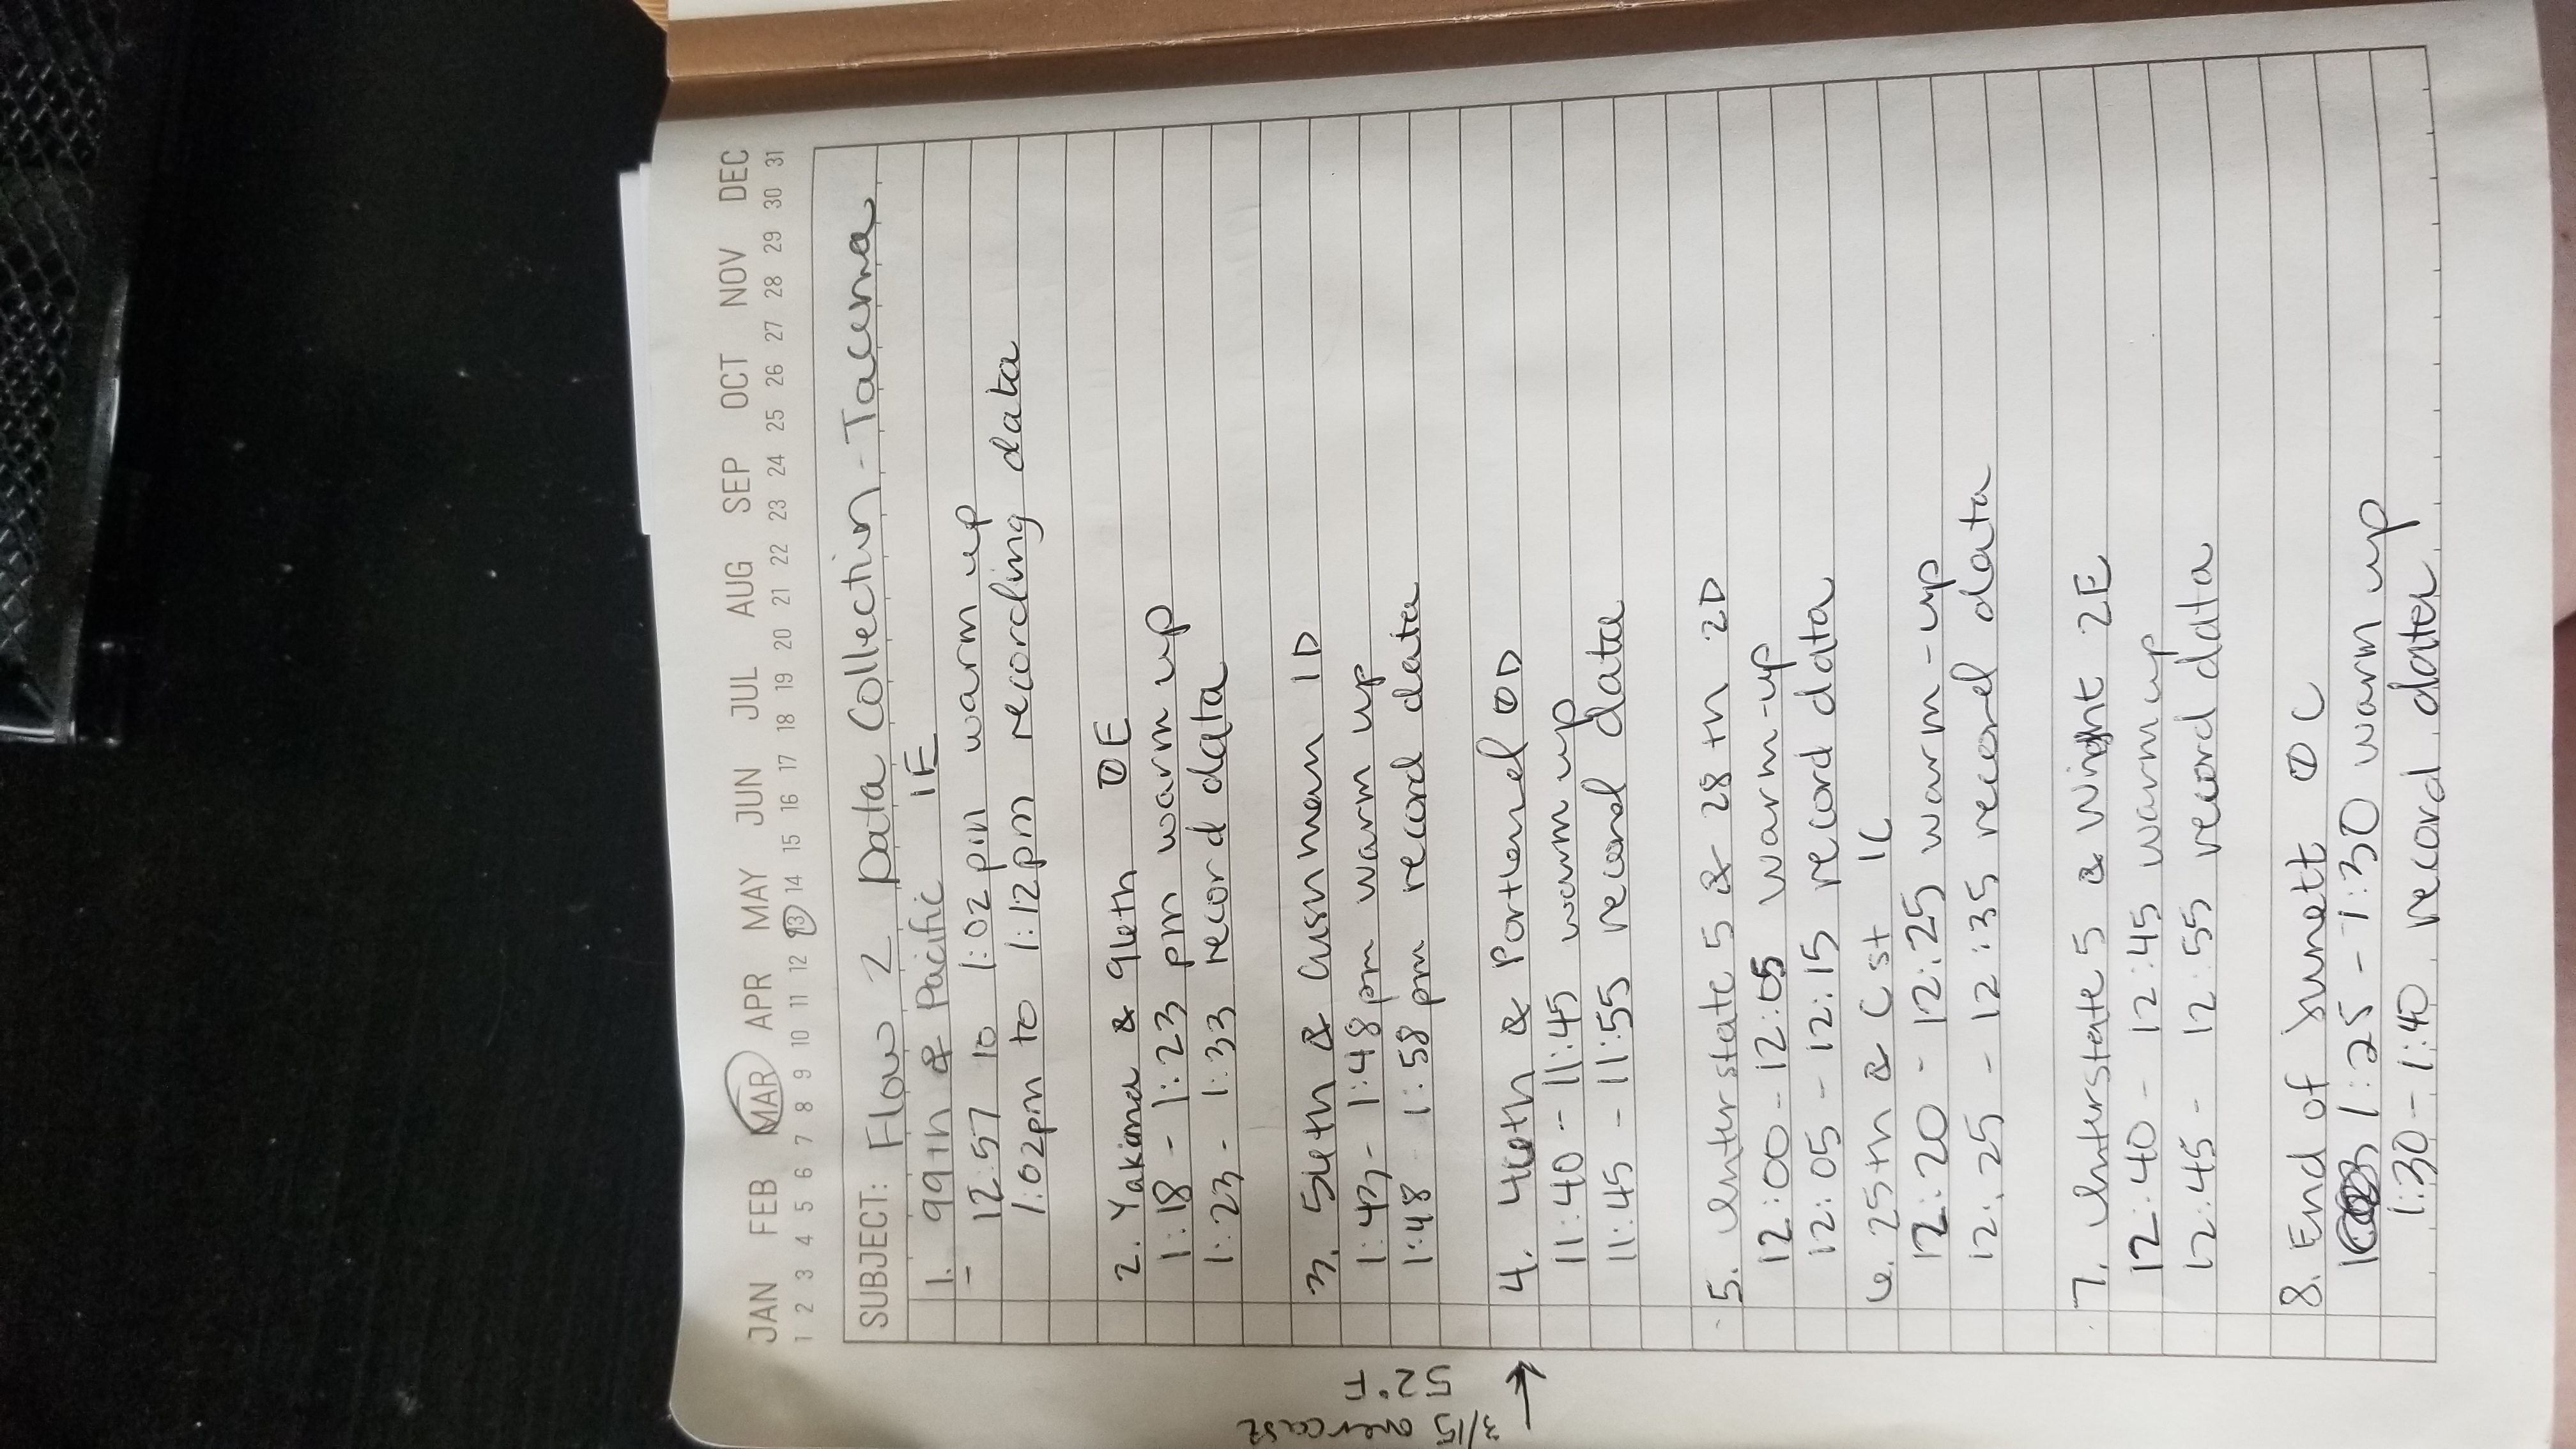 JAN FEB MAR APR MAY JUN JUL AUG SEP OCT NOV DEC
1 2 3 4 5 6 7 8 9 10 11 12 13 14 15 16 17 18 19 20 21 22 23 24 25 26 27 28 29 30 31
SUBJECT: Flow 2 Data Collection - Tacoma
1. 99th & Pacific 1E
12:57 to 1:02pm warm up
1:02pm to 1:12pm recording data
2. Yakima & 96th 0E
1:18 - 1:23 pm warm up
1:23 - 1:33 record data
3. 56th & Cushman 1D
1:43 - 1:48pm warm up
1:48 1:58 pm record data
3/15 overcast
52°F
→
4. 46th & Portland 0D
11:40 - 11:45 warm up
11:45 - 11:55 record data
5. Interstate 5 & 28th 2D
12:00 - 12:05 warm-up
12:05 - 12:15 record data
6. 25th & C st 1C
12:20 - 12:25 warm-up
12:25 - 12:35 record data
7. Interstate 5 & Wright 2E
12:40 - 12:45 warm up
12:45 - 12:55 record data
8. End of 0C
1:25 - 1:30 warm up
1:30 - 1:40 record data